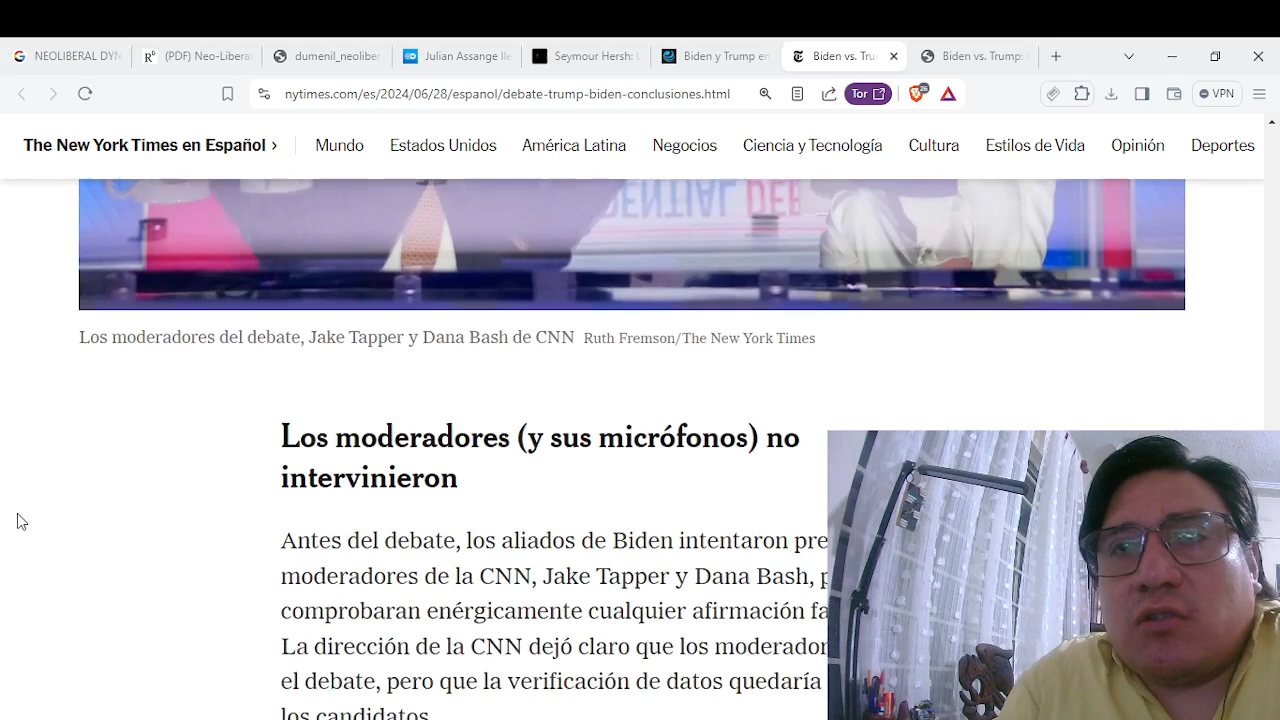 NEOLIBERAL DYN
(PDF) Neo-Libera
dumenil_neoliber
Julian Assange lle
Seymour Hersh: U
Biden y Trump en
Biden vs. Tru
Biden vs. Trump:
nytimes.com/es/2024/06/28/espanol/debate-trump-biden-conclusiones.html
Tor
26
VPN
The New York Times en Español ›
Mundo
Estados Unidos
América Latina
Negocios
Ciencia y Tecnología
Cultura
Estilos de Vida
Opinión
Deportes
Los moderadores del debate, Jake Tapper y Dana Bash de CNN Ruth Fremson/The New York Times
Los moderadores (y sus micrófonos) no
intervinieron
Antes del debate, los aliados de Biden intentaron pre
moderadores de la CNN, Jake Tapper y Dana Bash, p
comprobaran enérgicamente cualquier afirmación fa
La dirección de la CNN dejó claro que los moderador
el debate, pero que la verificación de datos quedaría
los candidatos.